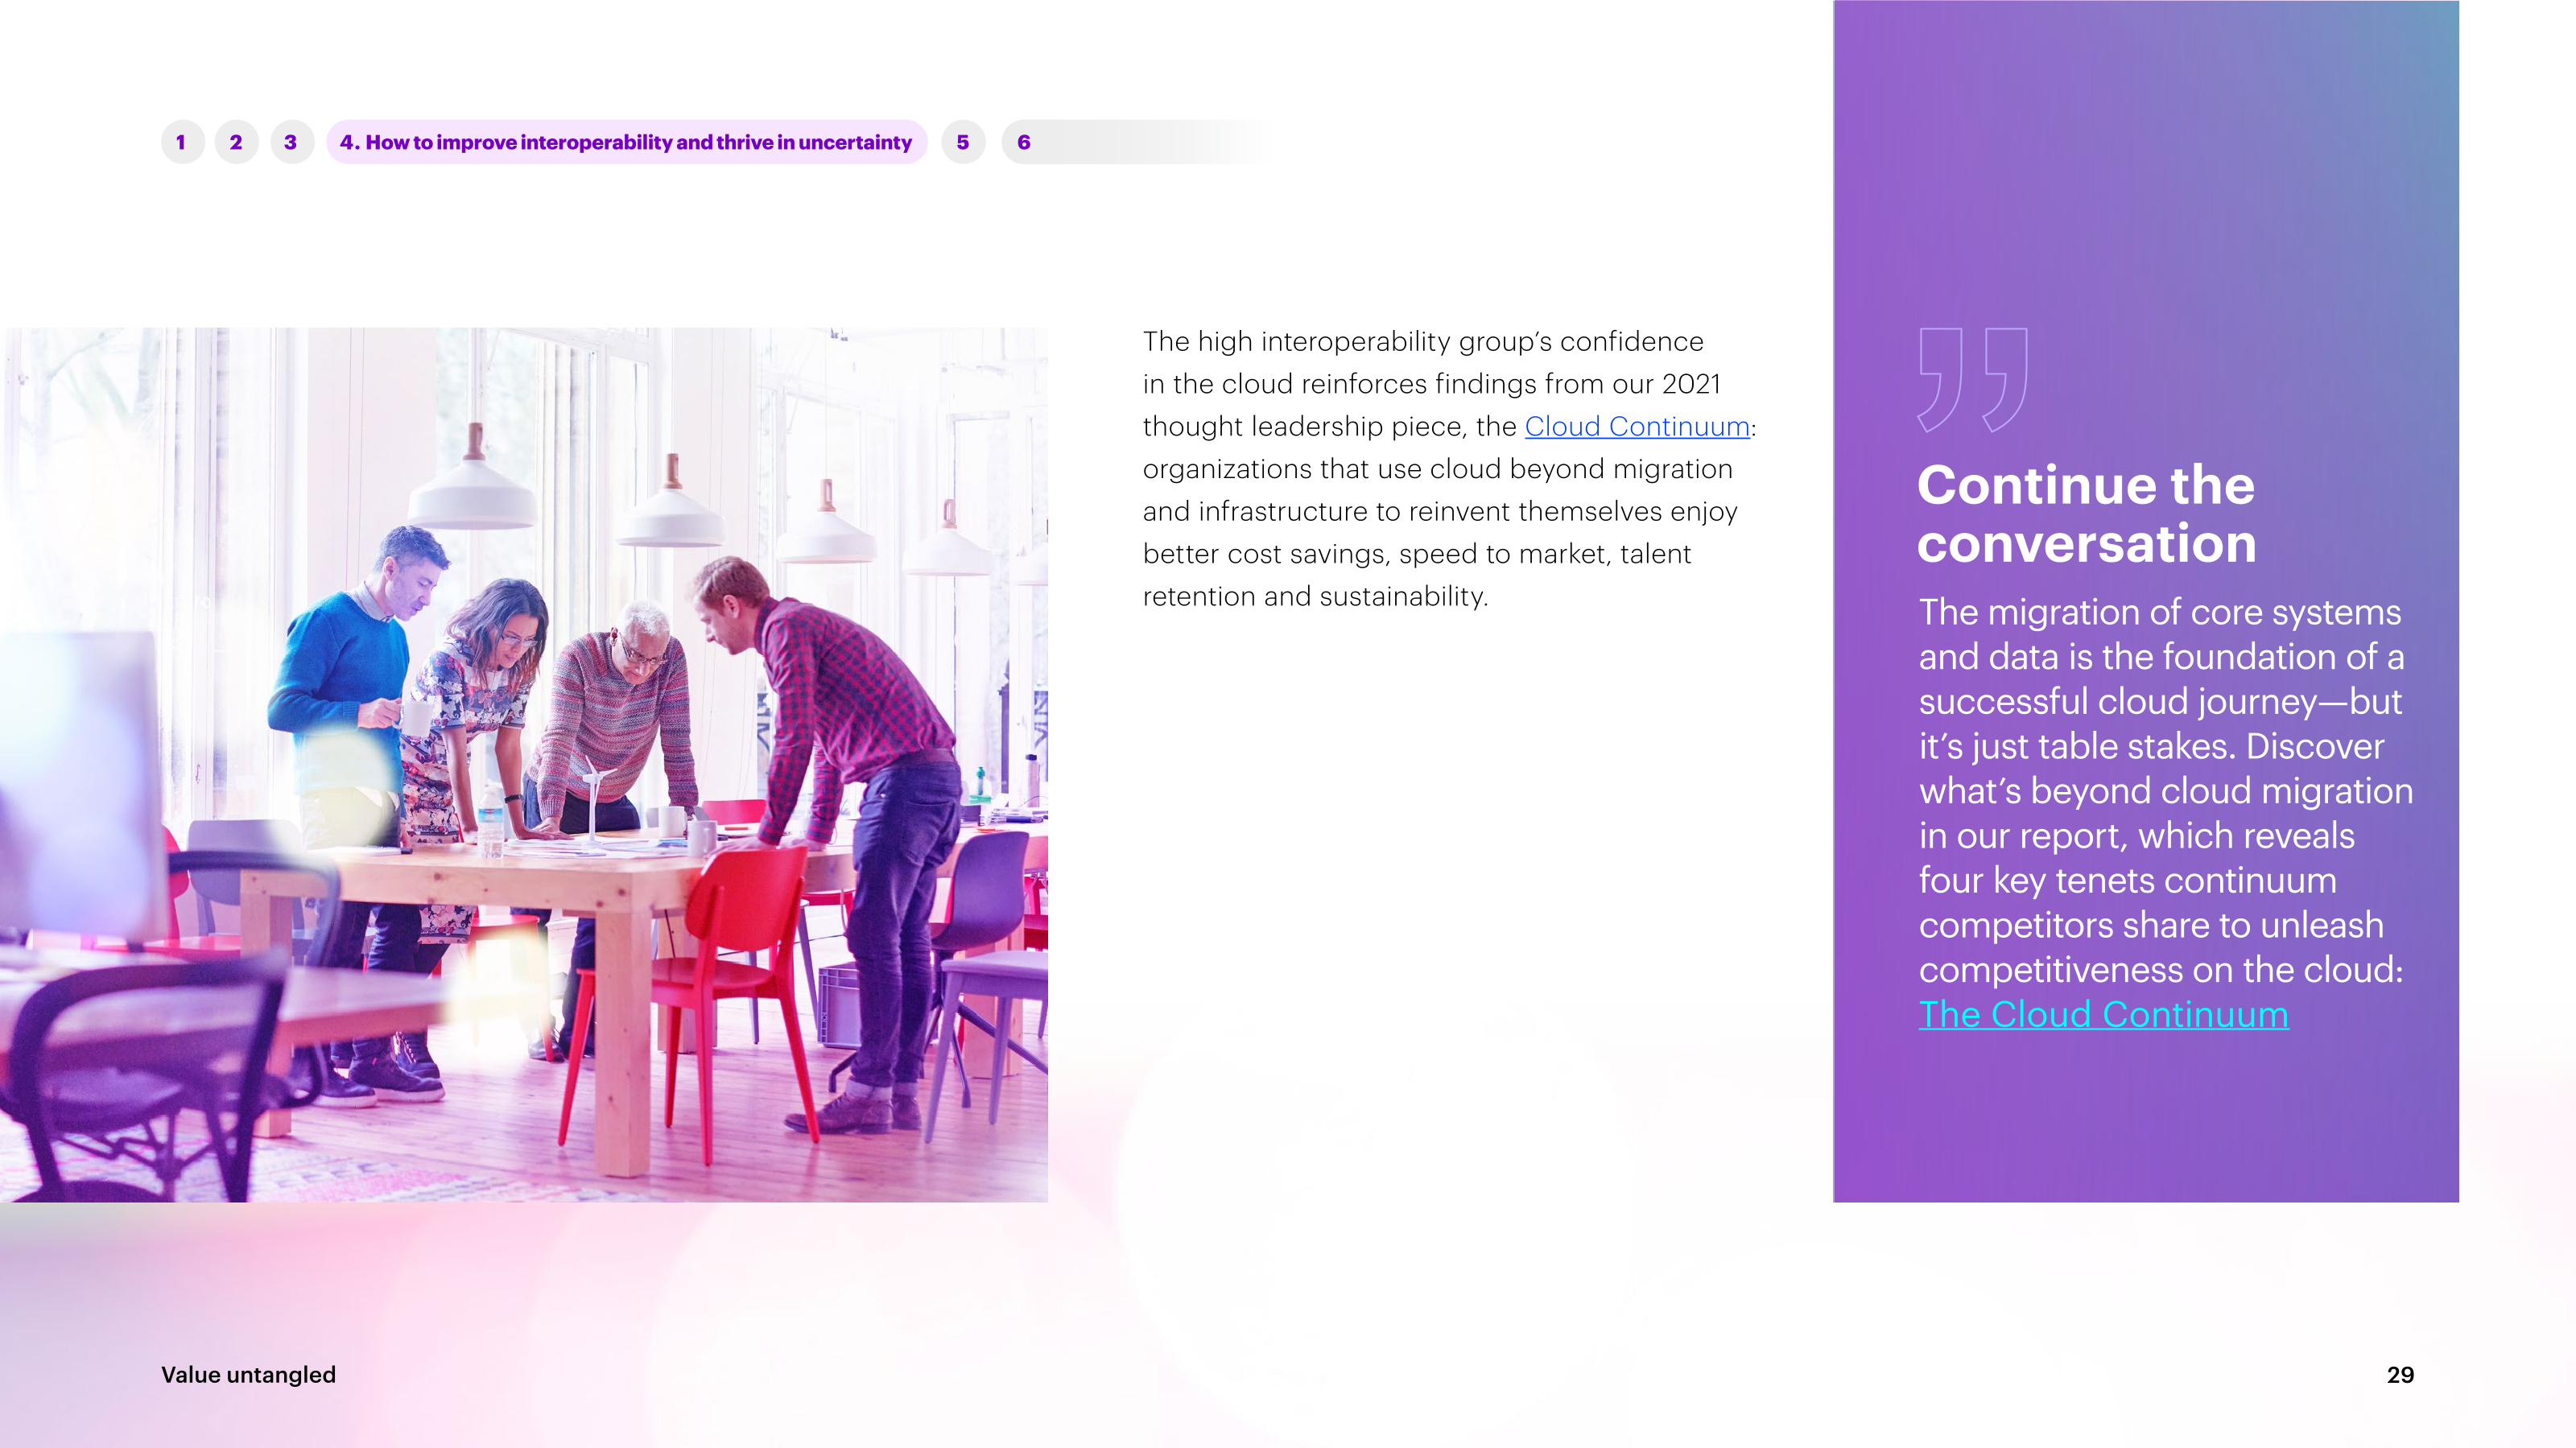 1 2 3 4. How to improve interoperability and thrive in uncertainty 5 6
The high interoperability group’s confidence
in the cloud reinforces findings from our 2021
thought leadership piece, the Cloud Continuum:
organizations that use cloud beyond migration
and infrastructure to reinvent themselves enjoy
better cost savings, speed to market, talent
retention and sustainability.
Continue the
conversation
The migration of core systems
and data is the foundation of a
successful cloud journey—but
it’s just table stakes. Discover
what’s beyond cloud migration
in our report, which reveals
four key tenets continuum
competitors share to unleash
competitiveness on the cloud:
The Cloud Continuum
Value untangled
29